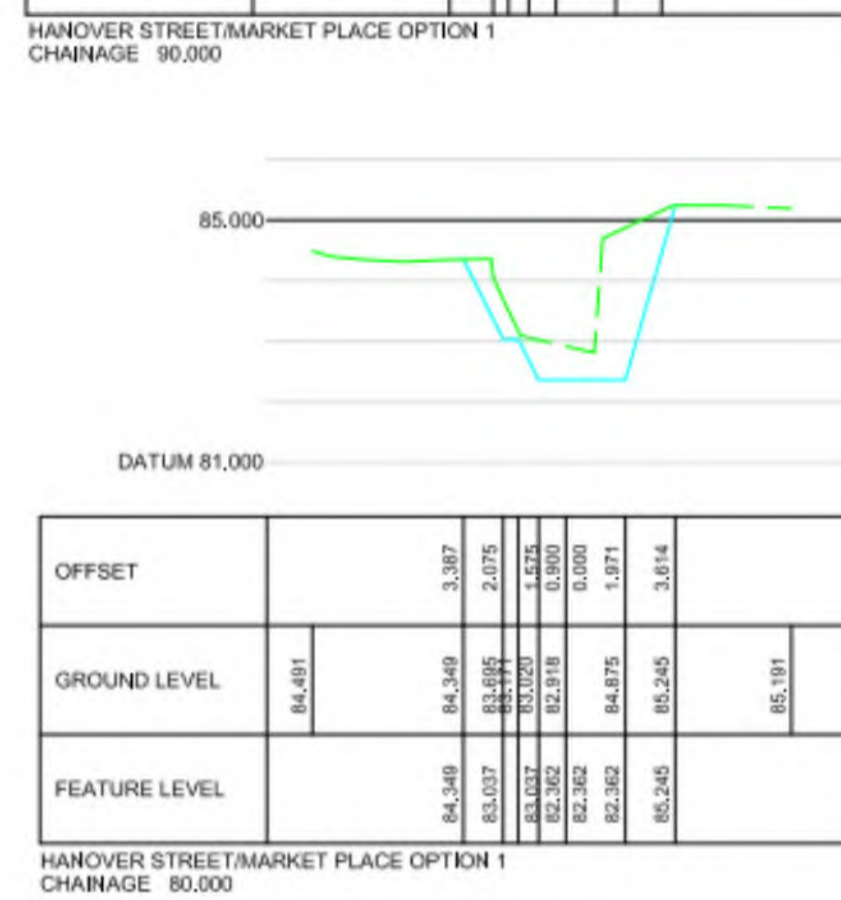 HANOVER STREET/MARKET PLACE OPTION 1
CHAINAGE 90.000
85.000
DATUM 81.000
OFFSET 3.387 2.075 1.575 0.900 0.000 1.971 3.614
GROUND LEVEL 84.491 84.349 83.695 83.171 83.020 82.918 84.875 85.245 85.191
FEATURE LEVEL 84.349 83.037 83.037 82.362 82.362 82.362 85.245
HANOVER STREET/MARKET PLACE OPTION 1
CHAINAGE 80.000